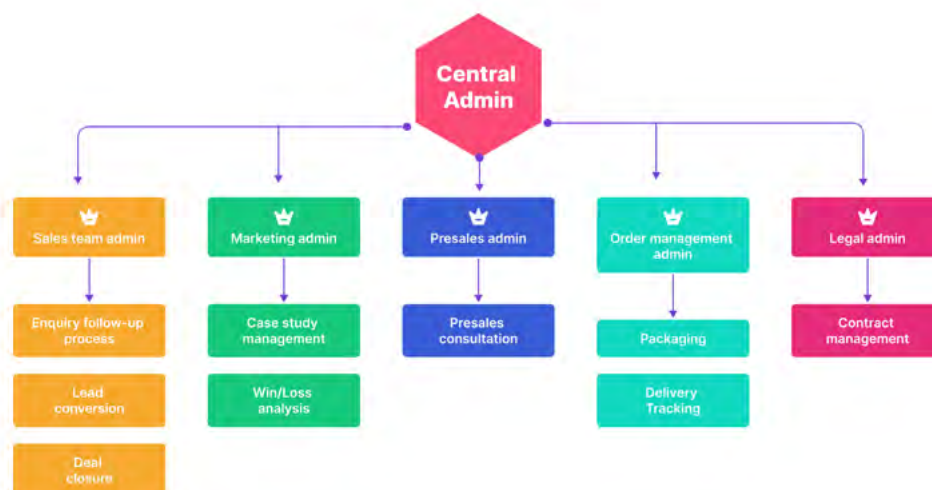 Central
Admin
Sales team admin
Marketing admin
Presales admin
Order management
admin
Legal admin
Enquiry follow-up
process
Case study
management
Presales
consultation
Packaging
Contract
management
Lead
conversion
Win/Loss
analysis
Delivery
Tracking
Deal
closure